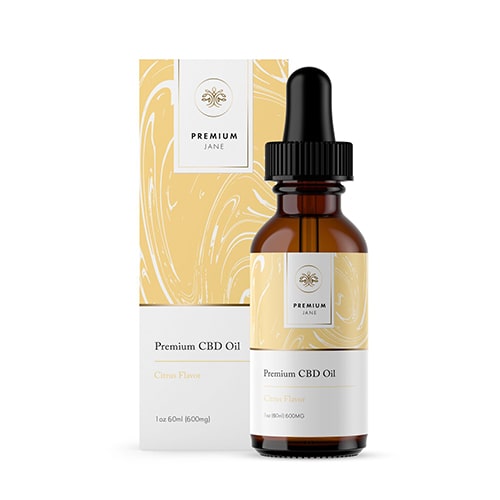 PREMIUM
JANE
Premium CBD Oil
Citrus Flavor
1oz 60ml (600mg)
PREMIUM
JANE
Premium CBD Oil
Citrus Flavor
1oz (60ml) 600MG